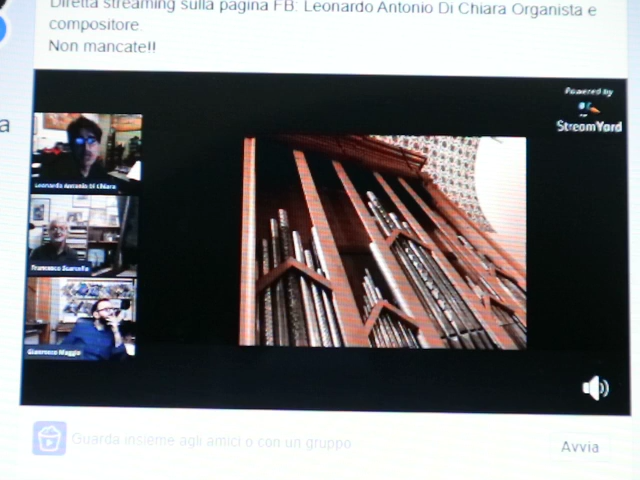 Diretta streaming sulla pagina FB: Leonardo Antonio Di Chiara Organista e
compositore.
Non mancate!!
a
Powered by
StreamYard
Leonardo Antonio Di Chiara
Francesco Scarcella
Gianrocco Maggio
Guarda insieme agli amici o con un gruppo
Avvia